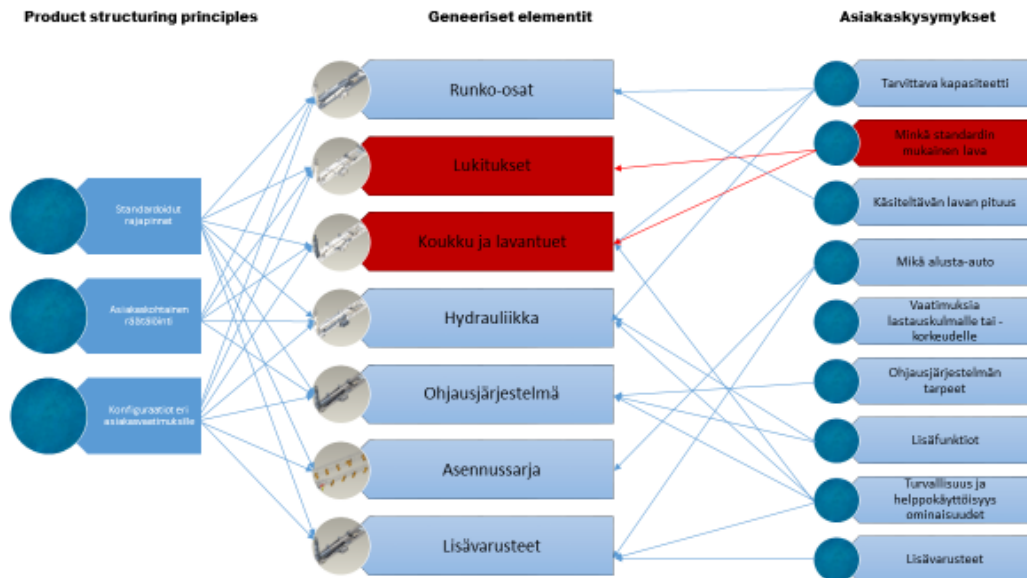 Product structuring principles
Geneeriset elementit
Asiakaskysymykset
Standardoidut
rajapinnat
Asiakaskohtainen
räätälöinti
Konfiguraatiot eri
asiakasvaatimuksille
Runko-osat
Lukitukset
Koukku ja lavantuet
Hydrauliikka
Ohjausjärjestelmä
Asennussarja
Lisävarusteet
Tarvittava kapasiteetti
Minkä standardin
mukainen lava
Käsiteltävän lavan pituus
Mikä alusta-auto
Vaatimuksia
lastauskulmalle tai -
korkeudelle
Ohjausjärjestelmän
tarpeet
Lisäfunktiot
Turvallisuus ja
helppokäyttöisyys
ominaisuudet
Lisävarusteet